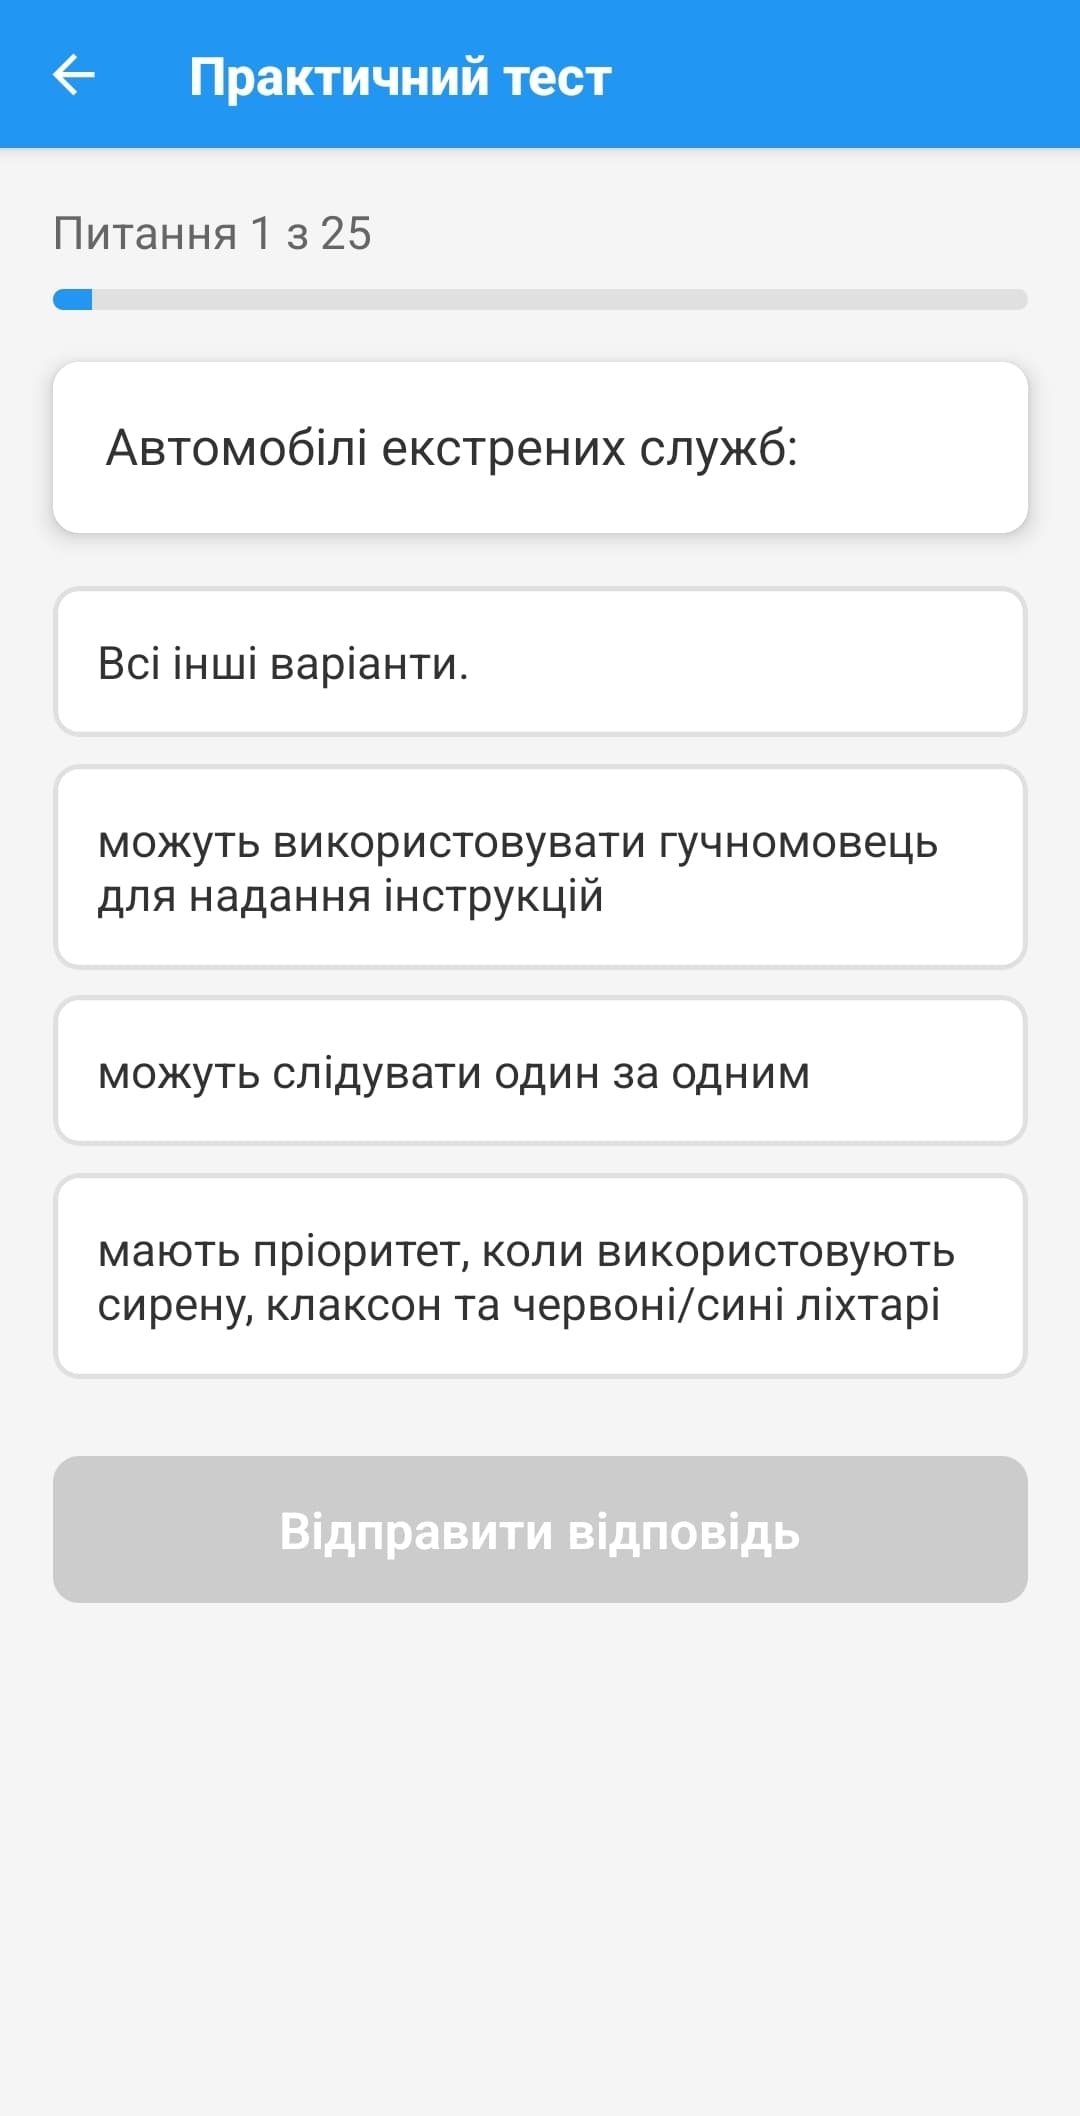 Практичний тест
Питання 1 з 25
Автомобілі екстрених служб:
Всі інші варіанти.
можуть використовувати гучномовець
для надання інструкцій
можуть слідувати один за одним
мають пріоритет, коли використовують
сирену, клаксон та червоні/сині ліхтарі
Відправити відповідь